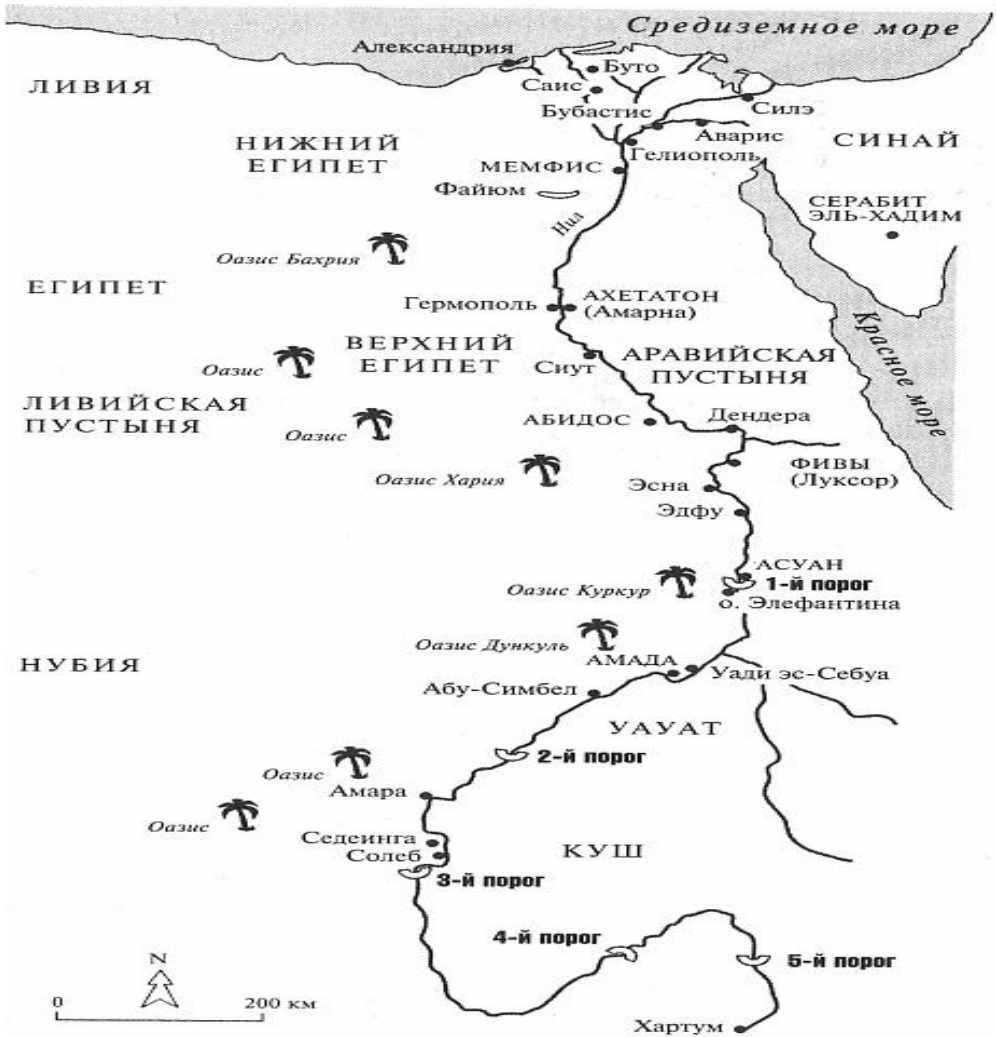 Средиземное море
Александрия
Буто
ЛИВИЯ
Саис
Бубастис
Силэ
Аварис
НИЖНИЙ
ЕГИПЕТ
Гелиополь
СИНАЙ
МЕМФИС
Файюм
СЕРАБИТ
ЭЛЬ-ХАДИМ
Нил
Оазис Бахрия
ЕГИПЕТ
Гермополь
АХЕТАТОН
(Амарна)
Красное море
ВЕРХНИЙ
ЕГИПЕТ
Сиут
АРАВИЙСКАЯ
ПУСТЫНЯ
Оазис
ЛИВИЙСКАЯ
ПУСТЫНЯ
Оазис
АБИДОС
Дендера
Оазис Хария
ФИВЫ
(Луксор)
Эсна
Эдфу
АСУАН
1-й порог
Оазис Куркур
о. Элефантина
Оазис Дункуль
НУБИЯ
АМАДА
Уади эс-Себуа
Абу-Симбел
УАУАТ
2-й порог
Оазис
Амара
Оазис
Седеинга
Солеб
КУШ
3-й порог
4-й порог
5-й порог
N
0 200 км
Хартум